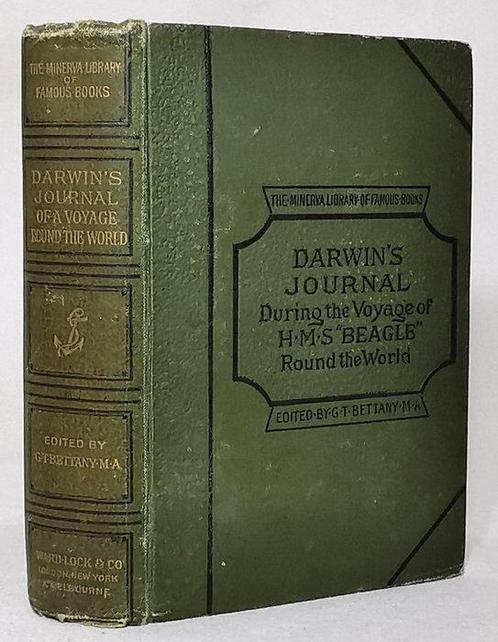 THE·MINERVA·LIBRARY
OF
FAMOUS·BOOKS
DARWIN'S
JOURNAL
OF·A·VOYAGE
ROUND·THE·WORLD
EDITED BY
G·T·BETTANY·M·A
WARD·LOCK & CO
LONDON·NEW·YORK
MELBOURNE
THE·MINERVA·LIBRARY·OF·FAMOUS·BOOKS
DARWIN'S
JOURNAL
During the Voyage of
H·M·S "BEAGLE"
Round the World
EDITED·BY·G·T·BETTANY·M·A